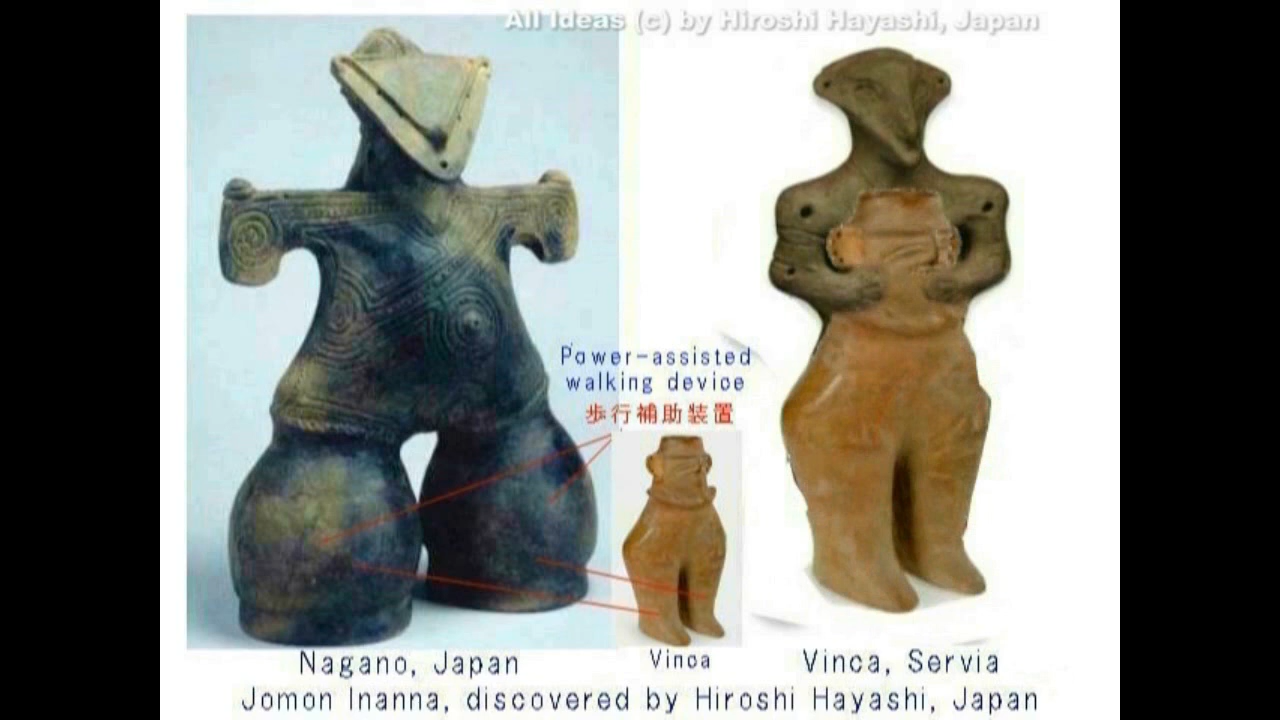 All Ideas (c) by Hiroshi Hayashi, Japan
Power-assisted
walking device
歩行補助装置
Nagano, Japan
Vinca
Vinca, Servia
Jomon Inanna, discovered by Hiroshi Hayashi, Japan